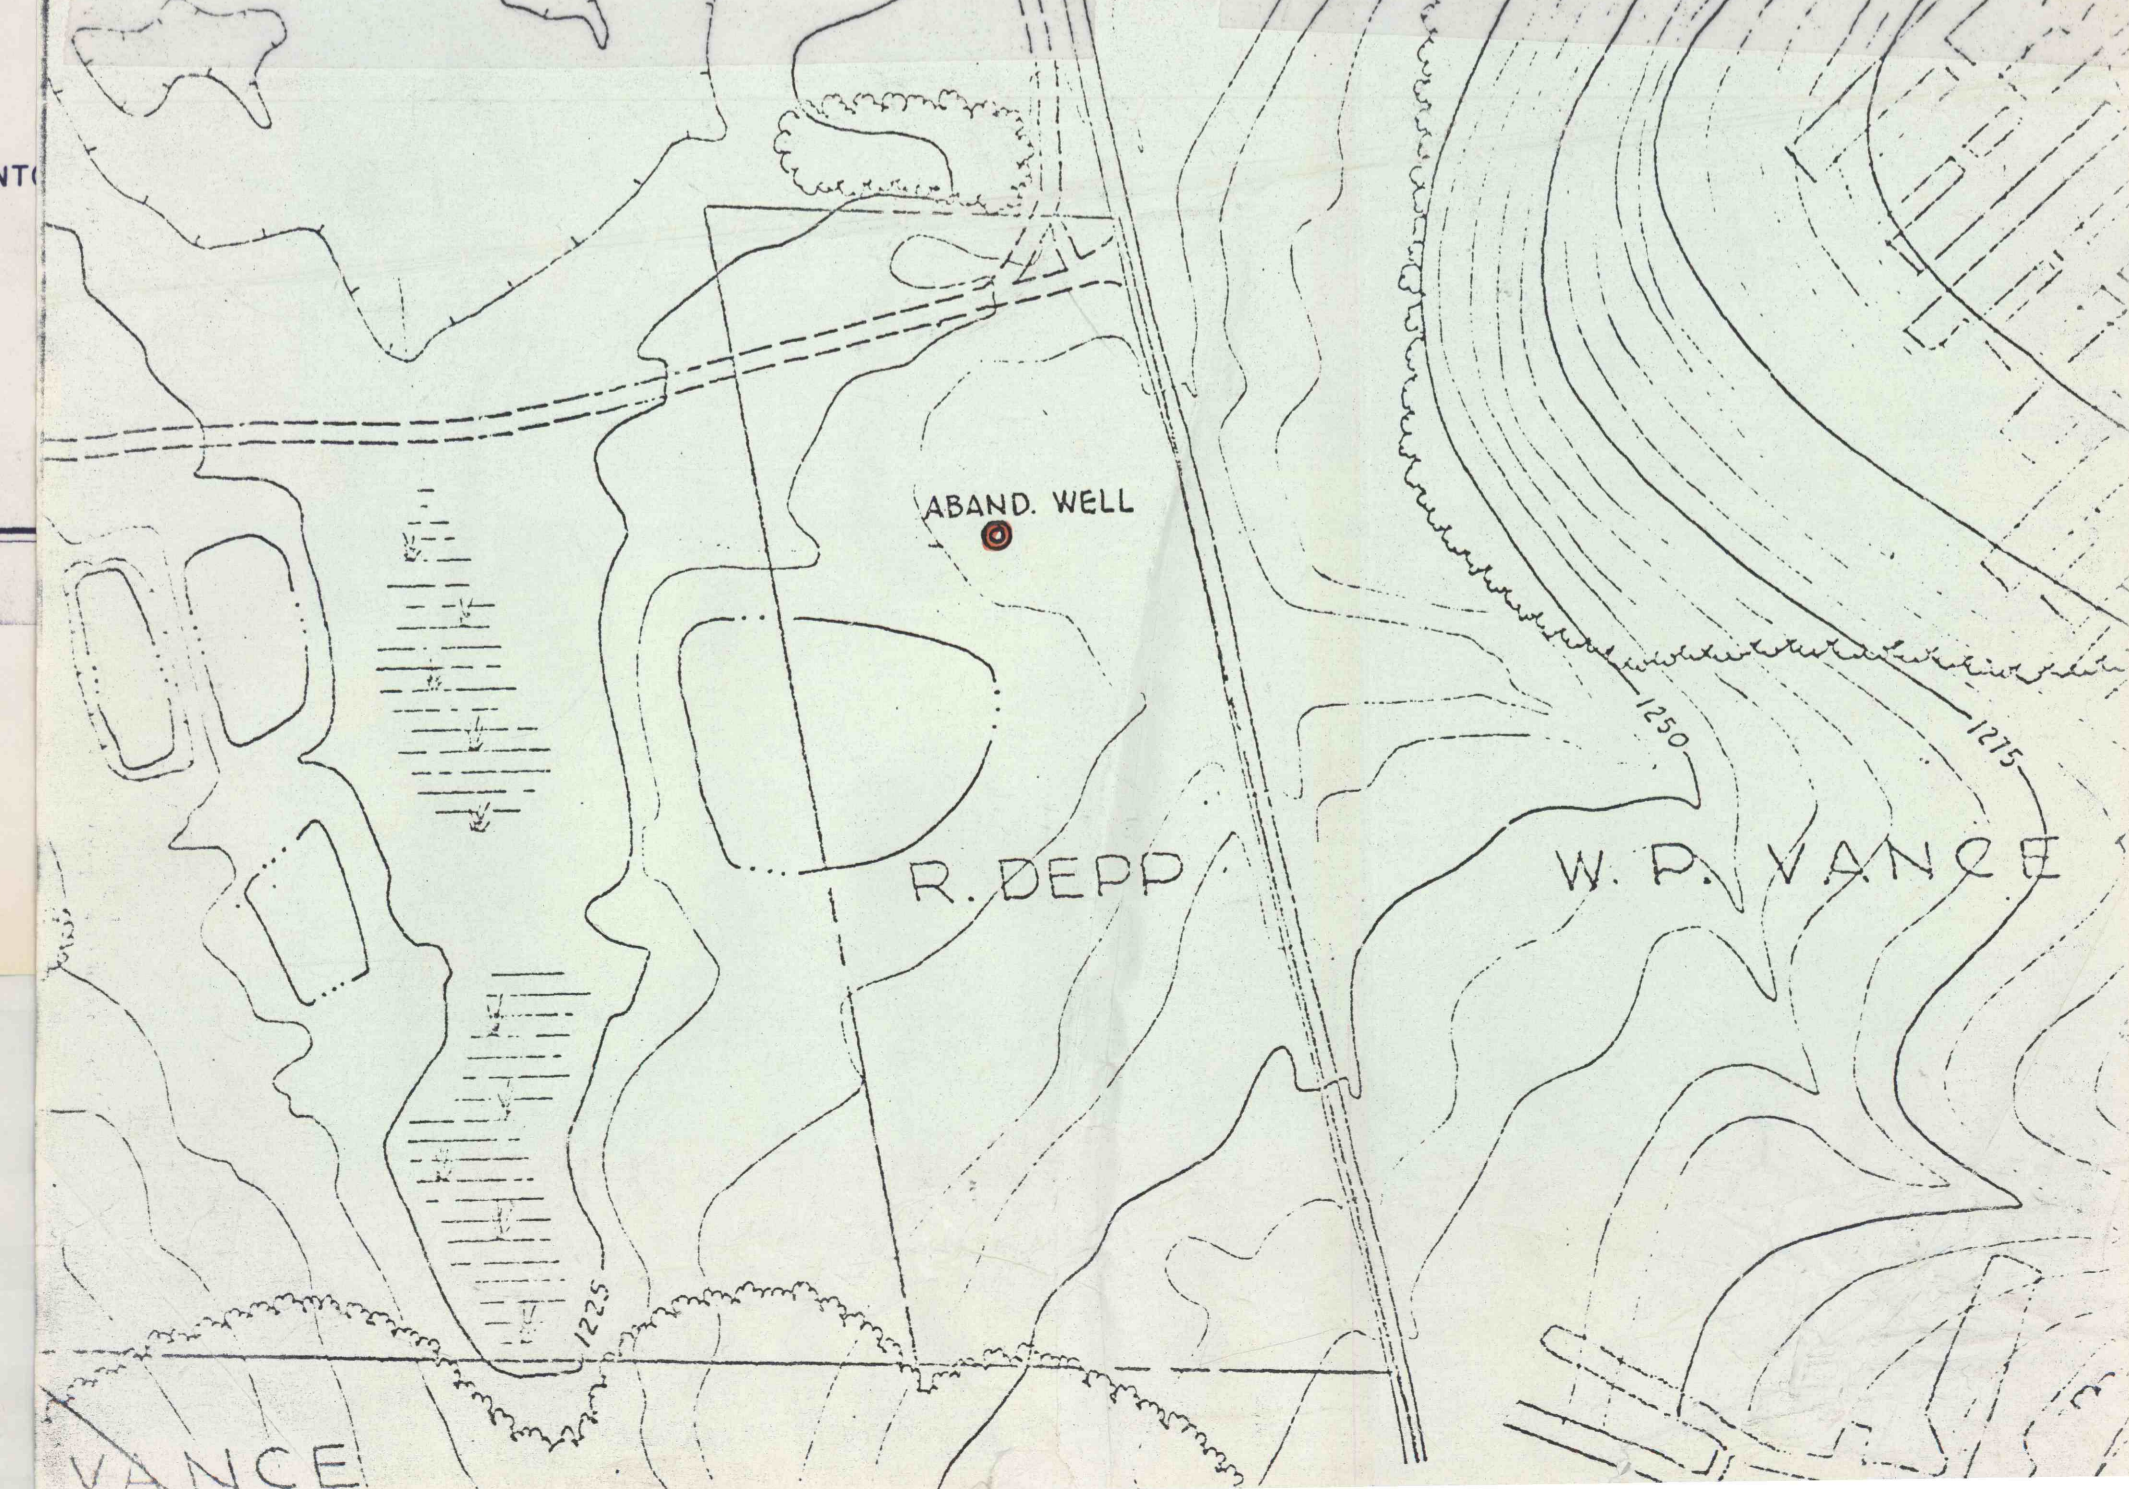 ABAND. WELL
1250
1275
R. DEPP
W. P. VANCE
1225
VANCE